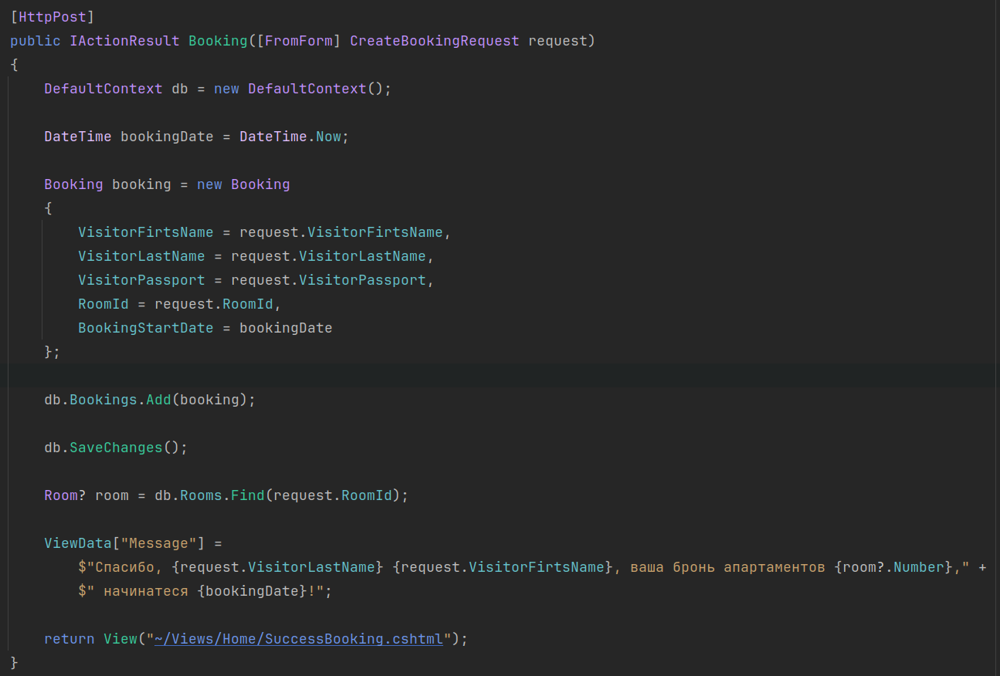 [HttpPost]
public IActionResult Booking([FromForm] CreateBookingRequest request)
{
    DefaultContext db = new DefaultContext();
    DateTime bookingDate = DateTime.Now;
    Booking booking = new Booking
    {
        VisitorFirtsName = request.VisitorFirtsName,
        VisitorLastName = request.VisitorLastName,
        VisitorPassport = request.VisitorPassport,
        RoomId = request.RoomId,
        BookingStartDate = bookingDate
    };
    db.Bookings.Add(booking);
    db.SaveChanges();
    Room? room = db.Rooms.Find(request.RoomId);
    ViewData["Message"] =
        $"Спасибо, {request.VisitorLastName} {request.VisitorFirtsName}, ваша бронь апартаментов {room?.Number}," +
        $" начинатеся {bookingDate}!";
    return View("~/Views/Home/SuccessBooking.cshtml");
}